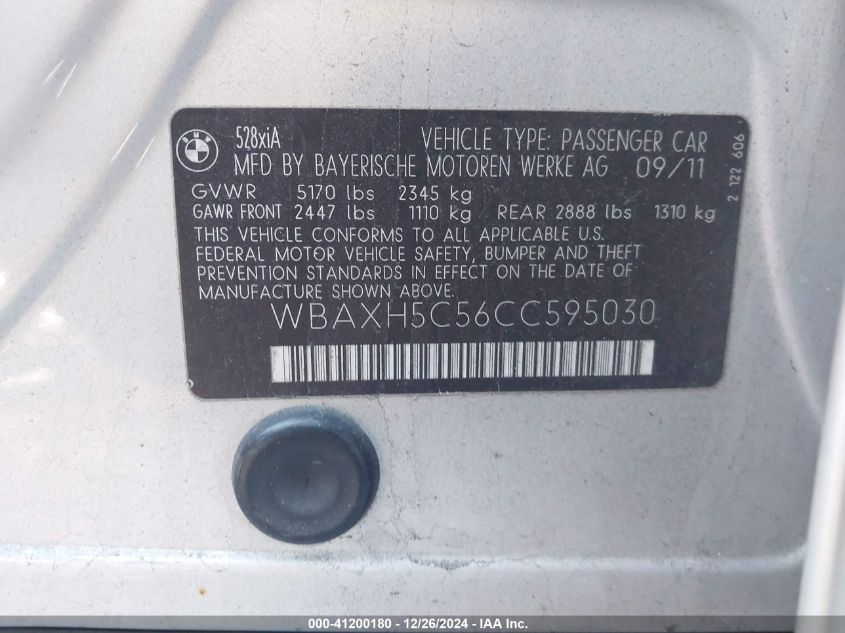 BMW
528xiA
VEHICLE TYPE: PASSENGER CAR
MFD BY BAYERISCHE MOTOREN WERKE AG 09/11
GVWR 5170 lbs 2345 kg
GAWR FRONT 2447 lbs 1110 kg REAR 2888 lbs 1310 kg
THIS VEHICLE CONFORMS TO ALL APPLICABLE U.S.
FEDERAL MOTOR VEHICLE SAFETY, BUMPER AND THEFT
PREVENTION STANDARDS IN EFFECT ON THE DATE OF
MANUFACTURE SHOWN ABOVE.
WBAXH5C56CC595030
2 122 606
000-41200180 - 12/26/2024 - IAA Inc.